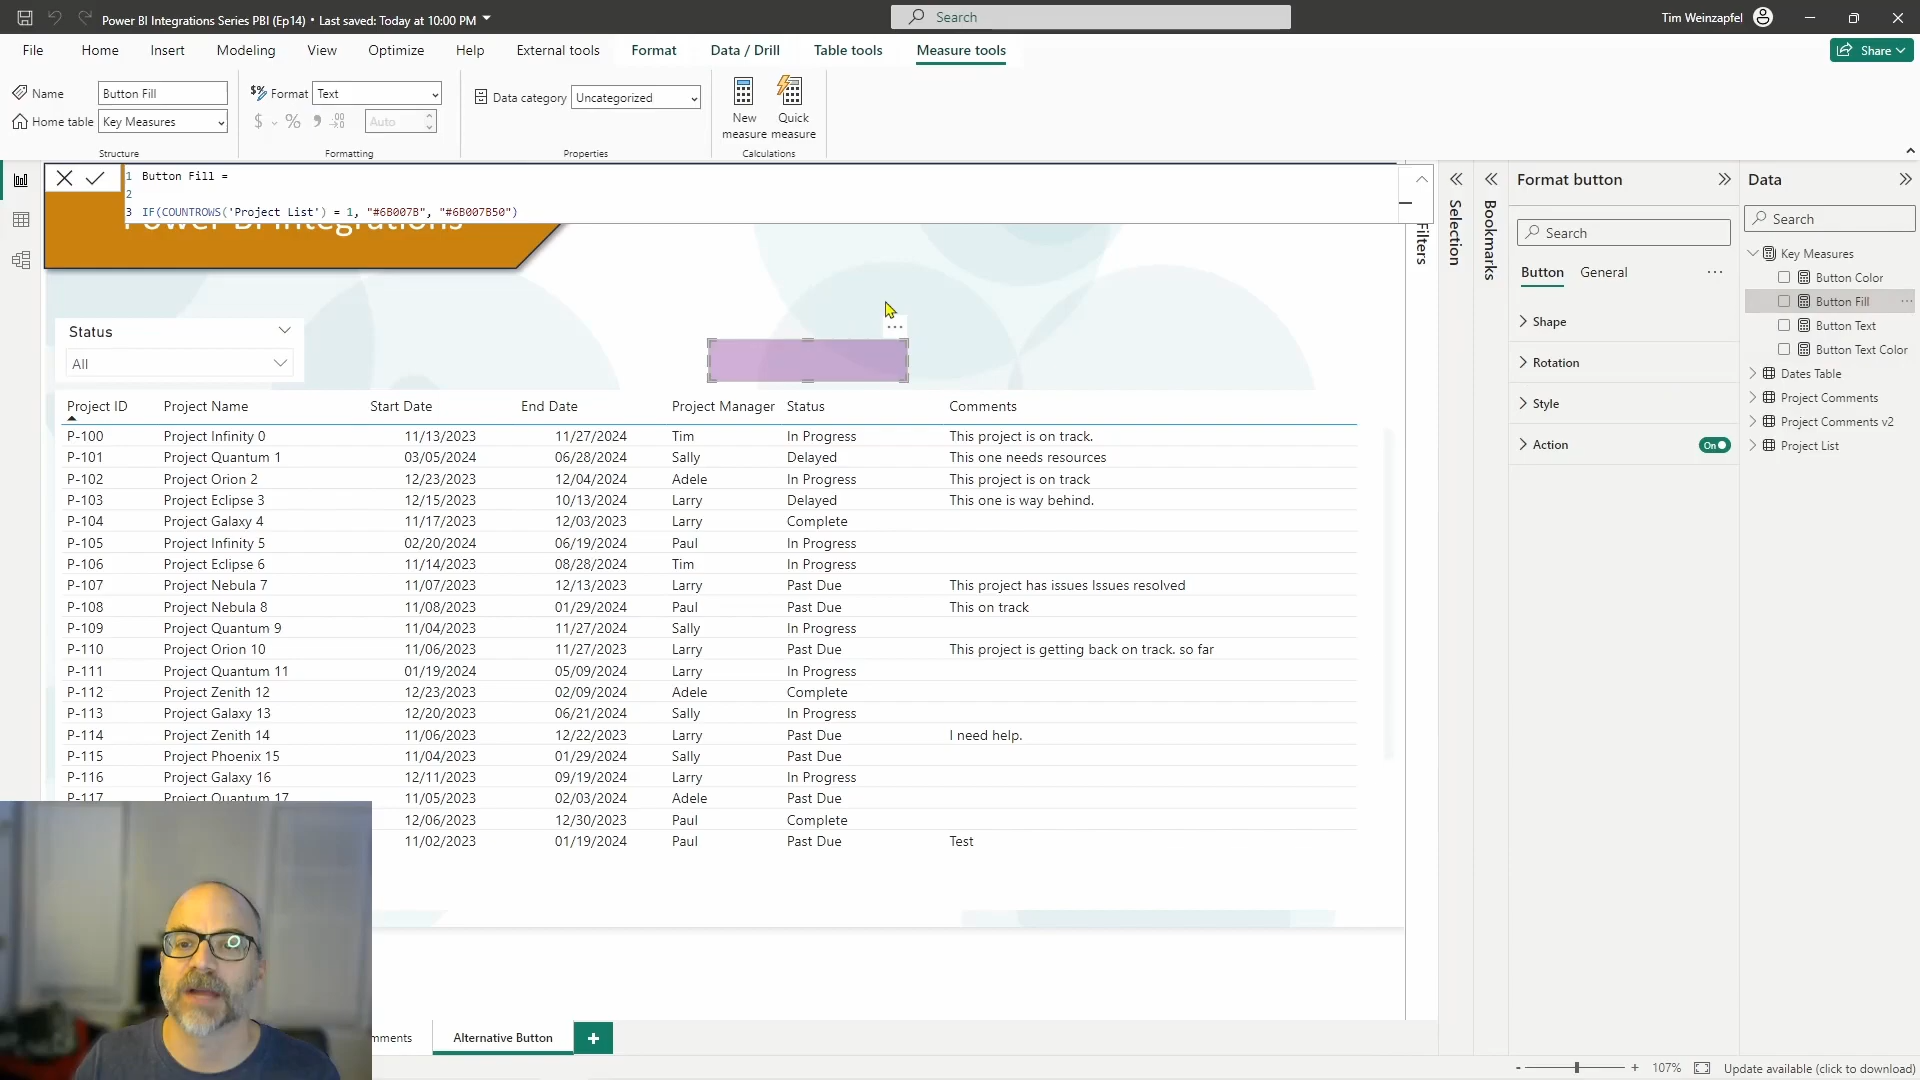 Power BI Integrations Series PBI (Ep14) • Last saved: Today at 10:00 PM
Search
Tim Weinzapfel
File
Home
Insert
Modeling
View
Optimize
Help
External tools
Format
Data / Drill
Table tools
Measure tools
Share
Name
Button Fill
Home table
Key Measures
Structure
Format
Text
$
%
Auto
Formatting
Data category
Uncategorized
Properties
New measure
Quick measure
Calculations
1 Button Fill =
2
3 IF(COUNTROWS('Project List') = 1, "#6B007B", "#6B007B50")
Power BI Integrations
Status
All
Project ID Project Name Start Date End Date Project Manager Status Comments
P-100 Project Infinity 0 11/13/2023 11/27/2024 Tim In Progress This project is on track.
P-101 Project Quantum 1 03/05/2024 06/28/2024 Sally Delayed This one needs resources
P-102 Project Orion 2 12/23/2023 12/04/2024 Adele In Progress This project is on track
P-103 Project Eclipse 3 12/15/2023 10/13/2024 Larry Delayed This one is way behind.
P-104 Project Galaxy 4 11/17/2023 12/03/2023 Larry Complete
P-105 Project Infinity 5 02/20/2024 06/19/2024 Paul In Progress
P-106 Project Eclipse 6 11/14/2023 08/28/2024 Tim In Progress
P-107 Project Nebula 7 11/07/2023 12/13/2023 Larry Past Due This project has issues Issues resolved
P-108 Project Nebula 8 11/08/2023 01/29/2024 Paul Past Due This on track
P-109 Project Quantum 9 11/04/2023 11/27/2024 Sally In Progress
P-110 Project Orion 10 11/06/2023 11/27/2023 Larry Past Due This project is getting back on track. so far
P-111 Project Quantum 11 01/19/2024 05/09/2024 Larry In Progress
P-112 Project Zenith 12 12/23/2023 02/09/2024 Adele Complete
P-113 Project Galaxy 13 12/20/2023 06/21/2024 Sally In Progress
P-114 Project Zenith 14 11/06/2023 12/22/2023 Larry Past Due I need help.
P-115 Project Phoenix 15 11/04/2023 01/29/2024 Sally Past Due
P-116 Project Galaxy 16 12/11/2023 09/19/2024 Larry In Progress
P-117 Project Quantum 17 11/05/2023 02/03/2024 Adele Past Due
12/06/2023 12/30/2023 Paul Complete
11/02/2023 01/19/2024 Paul Past Due Test
Filters
Selection
Bookmarks
Format button
Search
Button
General
Shape
Rotation
Style
Action
On
Data
Search
Key Measures
Button Color
Button Fill
Button Text
Button Text Color
Dates Table
Project Comments
Project Comments v2
Project List
mments
Alternative Button
+
- + 107%
Update available (click to download)